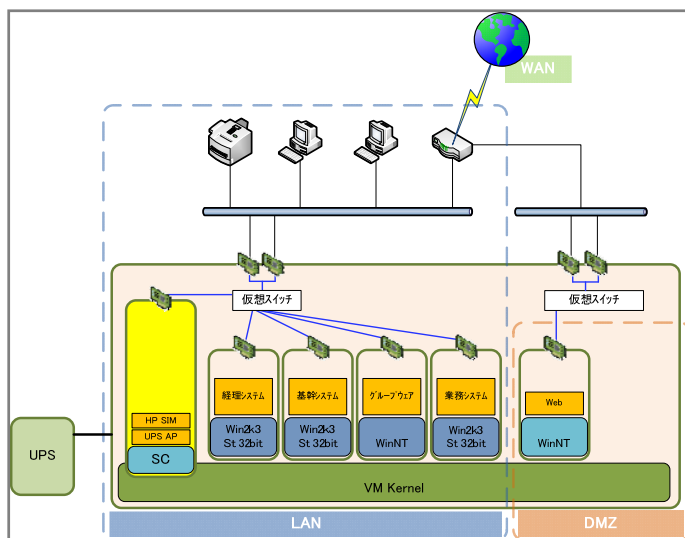 WAN
仮想スイッチ
仮想スイッチ
経理システム
基幹システム
グループウェア
業務システム
Web
HP SIM
UPS AP
SC
Win2k3
St 32bit
Win2k3
St 32bit
WinNT
Win2k3
St 32bit
WinNT
UPS
VM Kernel
LAN
DMZ